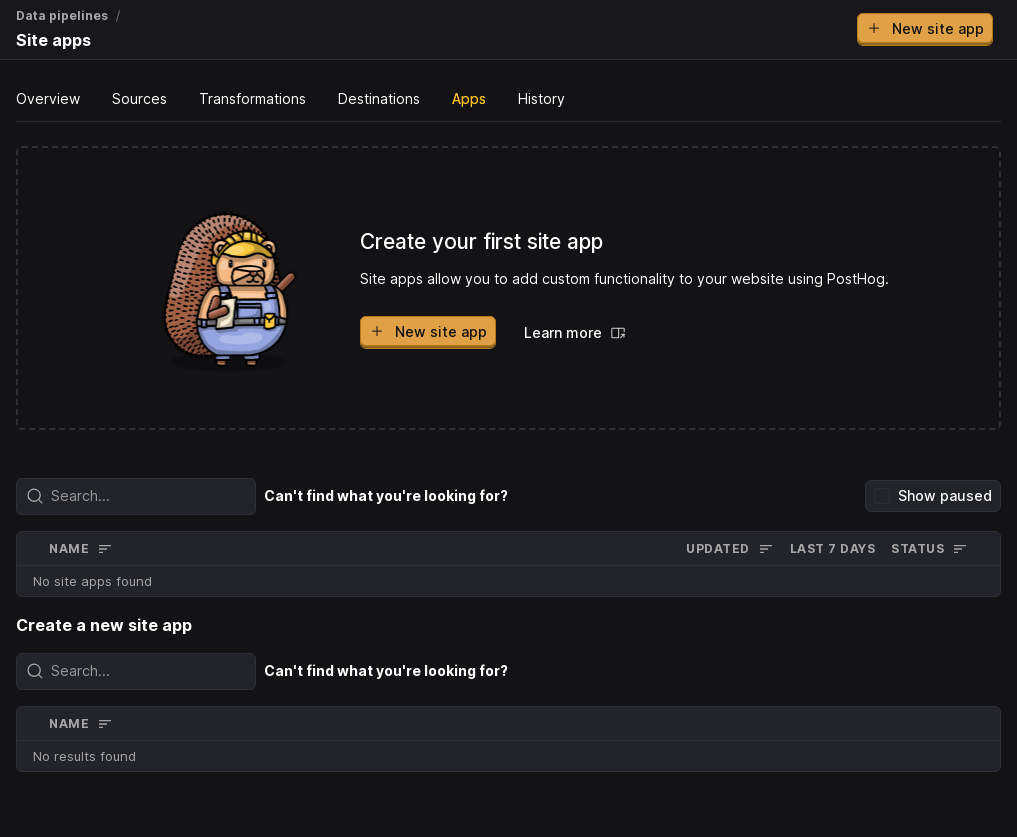 Data pipelines /
Site apps
New site app
Overview Sources Transformations Destinations Apps History
Create your first site app
Site apps allow you to add custom functionality to your website using PostHog.
New site app Learn more
Search... Can't find what you're looking for? Show paused
NAME UPDATED LAST 7 DAYS STATUS
No site apps found
Create a new site app
Search... Can't find what you're looking for?
NAME
No results found